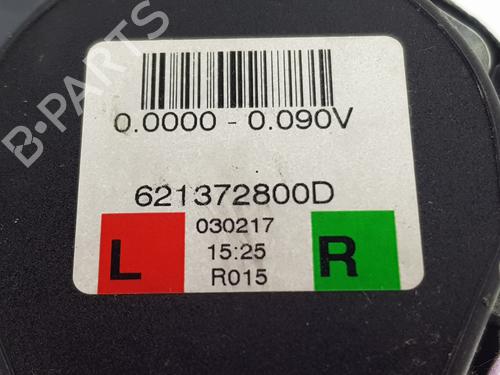 B-PARTS
0.0000 - 0.090V
621372800D
L 030217 R
15:25
R015